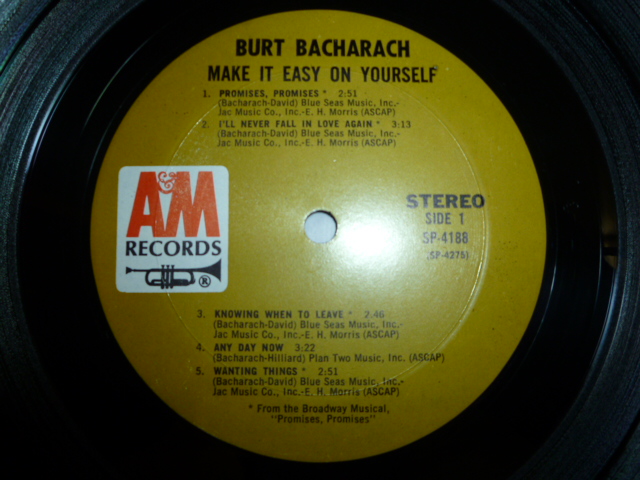 BURT BACHARACH
MAKE IT EASY ON YOURSELF
1. PROMISES, PROMISES * 2:51
(Bacharach-David) Blue Seas Music, Inc.-
Jac Music Co., Inc.-E. H. Morris (ASCAP)
2. I'LL NEVER FALL IN LOVE AGAIN * 3:13
(Bacharach-David) Blue Seas Music, Inc.-
Jac Music Co., Inc.-E. H. Morris (ASCAP)
A&M
RECORDS
®
STEREO
SIDE 1
SP-4188
(SP-4275)
3. KNOWING WHEN TO LEAVE * 2:46
(Bacharach-David) Blue Seas Music, Inc.-
Jac Music Co., Inc.-E. H. Morris (ASCAP)
4. ANY DAY NOW 3:22
(Bacharach-Hilliard) Plan Two Music, Inc. (ASCAP)
5. WANTING THINGS * 2:51
(Bacharach-David) Blue Seas Music, Inc.-
Jac Music Co., Inc.-E. H. Morris (ASCAP)
* From the Broadway Musical,
"Promises, Promises"